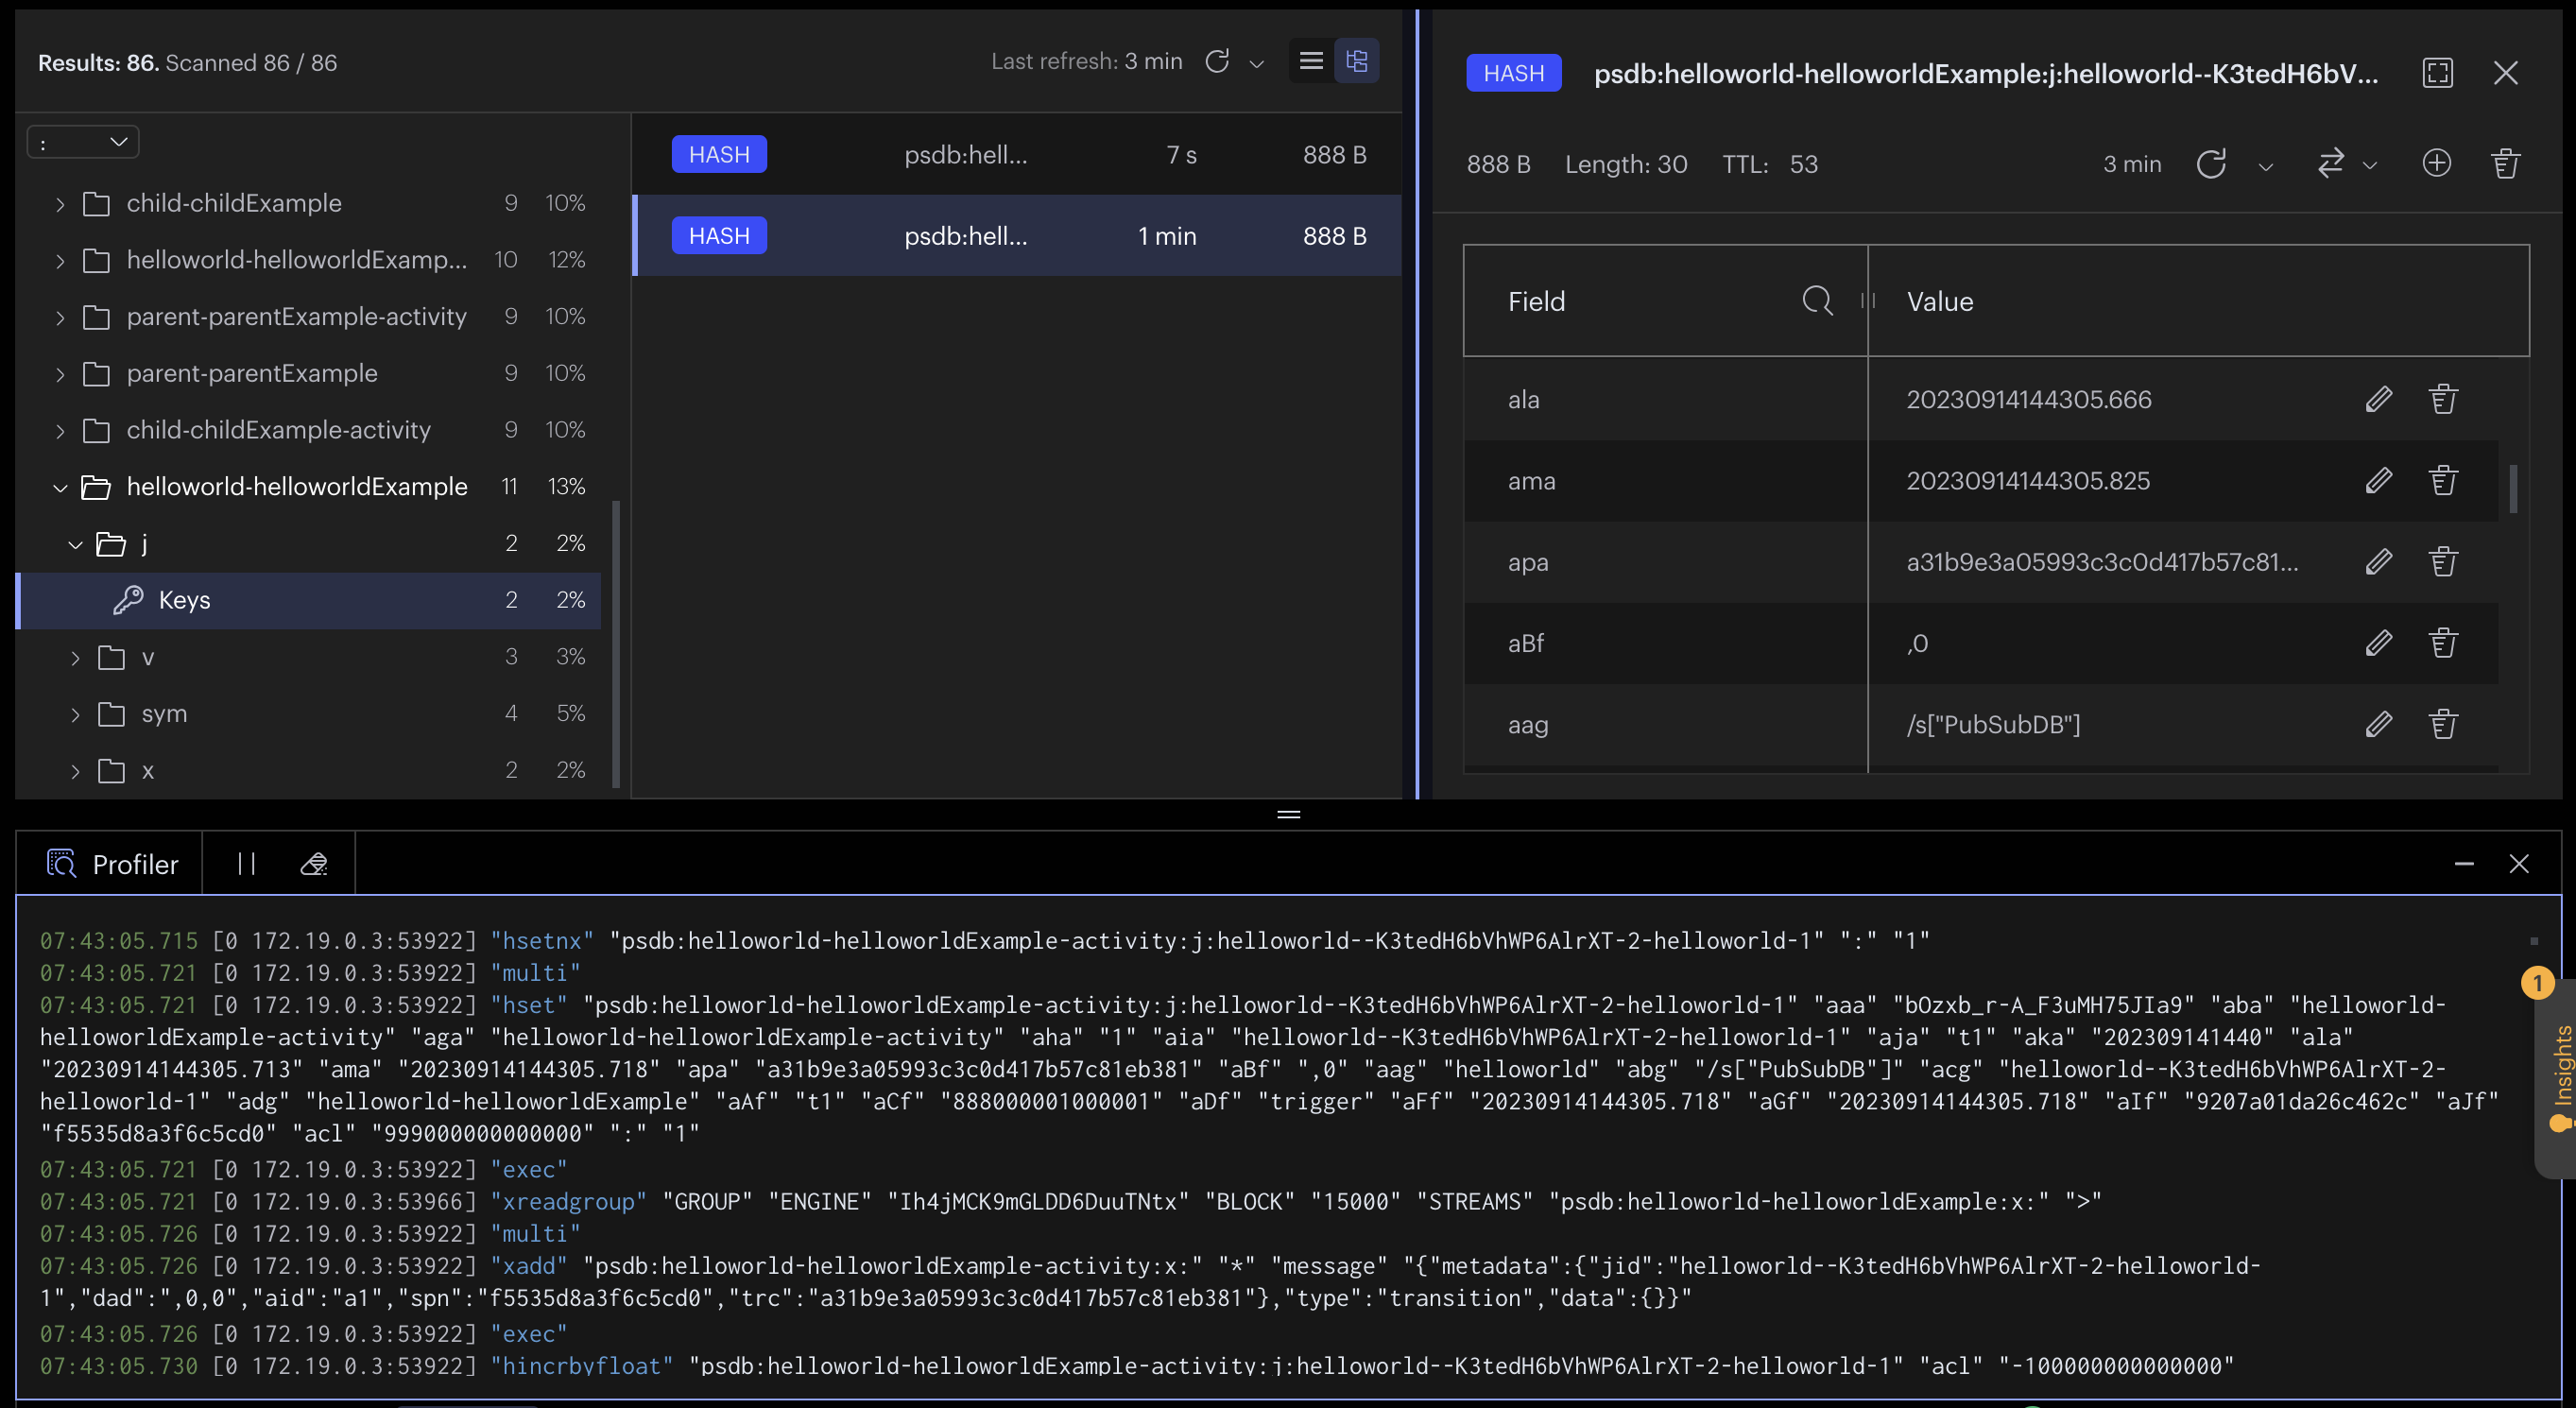 Results: 86. Scanned 86 / 86
Last refresh: 3 min
:
child-childExample 9 10%
helloworld-helloworldExamp... 10 12%
parent-parentExample-activity 9 10%
parent-parentExample 9 10%
child-childExample-activity 9 10%
helloworld-helloworldExample 11 13%
j 2 2%
Keys 2 2%
v 3 3%
sym 4 5%
x 2 2%
HASH psdb:hell... 7 s 888 B
HASH psdb:hell... 1 min 888 B
HASH psdb:helloworld-helloworldExample:j:helloworld--K3tedH6bV...
888 B Length: 30 TTL: 53 3 min
Field Value
ala 20230914144305.666
ama 20230914144305.825
apa a31b9e3a05993c3c0d417b57c81...
aBf ,0
aag /s["PubSubDB"]
Profiler
07:43:05.715 [0 172.19.0.3:53922] "hsetnx" "psdb:helloworld-helloworldExample-activity:j:helloworld--K3tedH6bVhWP6AlrXT-2-helloworld-1" ":" "1"
07:43:05.721 [0 172.19.0.3:53922] "multi"
07:43:05.721 [0 172.19.0.3:53922] "hset" "psdb:helloworld-helloworldExample-activity:j:helloworld--K3tedH6bVhWP6AlrXT-2-helloworld-1" "aaa" "bOzxb_r-A_F3uMH75JIa9" "aba" "helloworld-
helloworldExample-activity" "aga" "helloworld-helloworldExample-activity" "aha" "1" "aia" "helloworld--K3tedH6bVhWP6AlrXT-2-helloworld-1" "aja" "t1" "aka" "202309141440" "ala"
"20230914144305.713" "ama" "20230914144305.718" "apa" "a31b9e3a05993c3c0d417b57c81eb381" "aBf" ",0" "aag" "helloworld" "abg" "/s["PubSubDB"]" "acg" "helloworld--K3tedH6bVhWP6AlrXT-2-
helloworld-1" "adg" "helloworld-helloworldExample" "aAf" "t1" "aCf" "888000001000001" "aDf" "trigger" "aFf" "20230914144305.718" "aGf" "20230914144305.718" "aIf" "9207a01da26c462c" "aJf"
"f5535d8a3f6c5cd0" "acl" "999000000000000" ":" "1"
07:43:05.721 [0 172.19.0.3:53922] "exec"
07:43:05.721 [0 172.19.0.3:53966] "xreadgroup" "GROUP" "ENGINE" "Ih4jMCK9mGLDD6DuuTNtx" "BLOCK" "15000" "STREAMS" "psdb:helloworld-helloworldExample:x:" ">"
07:43:05.726 [0 172.19.0.3:53922] "multi"
07:43:05.726 [0 172.19.0.3:53922] "xadd" "psdb:helloworld-helloworldExample-activity:x:" "*" "message" "{"metadata":{"jid":"helloworld--K3tedH6bVhWP6AlrXT-2-helloworld-
1","dad":",0,0","aid":"a1","spn":"f5535d8a3f6c5cd0","trc":"a31b9e3a05993c3c0d417b57c81eb381"},"type":"transition","data":{}}"
07:43:05.726 [0 172.19.0.3:53922] "exec"
07:43:05.730 [0 172.19.0.3:53922] "hincrbyfloat" "psdb:helloworld-helloworldExample-activity:j:helloworld--K3tedH6bVhWP6AlrXT-2-helloworld-1" "acl" "-100000000000000"
1
Insights